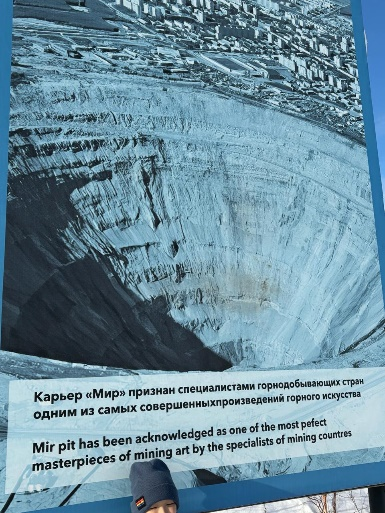 Карьер «Мир» признан специалистами горнодобывающих стран
одним из самых совершенныхпроизведений горного искусства
Mir pit has been acknowledged as one of the most pefect
masterpieces of mining art by the specialists of mining countres